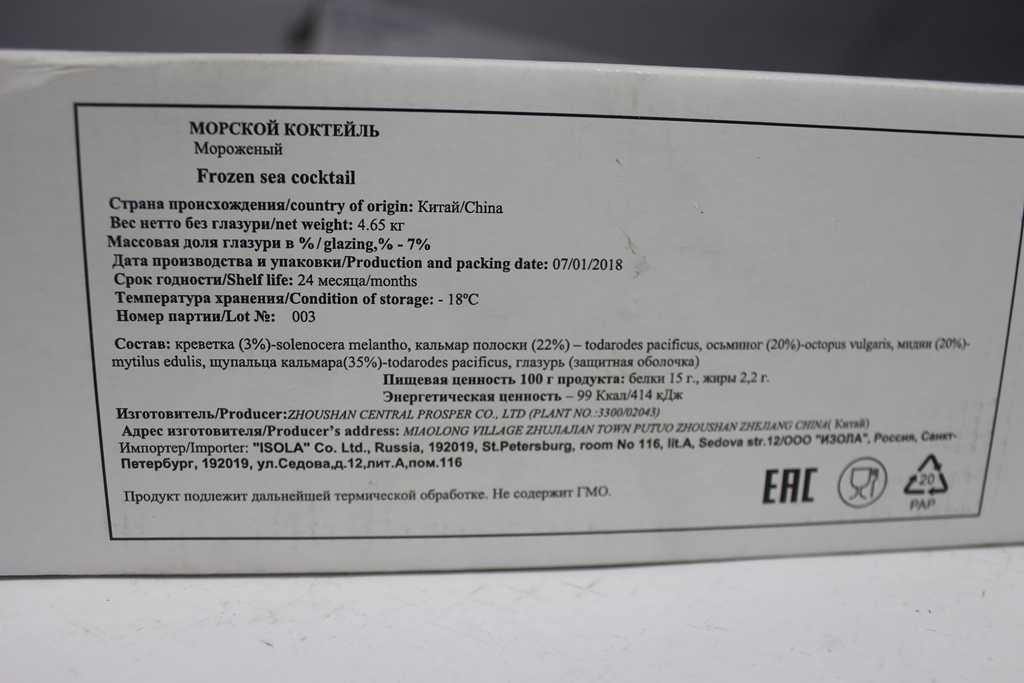 МОРСКОЙ КОКТЕЙЛЬ
Мороженый
Frozen sea cocktail
Страна происхождения/country of origin: Китай/China
Вес нетто без глазури/net weight: 4.65 кг
Массовая доля глазури в %/glazing,% - 7%
Дата производства и упаковки/Production and packing date: 07/01/2018
Срок годности/Shelf life: 24 месяца/months
Температура хранения/Condition of storage: - 18ºC
Номер партии/Lot №: 003
Состав: креветка (3%)-solenocera melantho, кальмар полоски (22%) – todarodes pacificus, осьминог (20%)-octopus vulgaris, мидии (20%)-
mytilus edulis, щупальца кальмара(35%)-todarodes pacificus, глазурь (защитная оболочка)
Пищевая ценность 100 г продукта: белки 15 г., жиры 2,2 г.
Энергетическая ценность – 99 Ккал/414 кДж
Изготовитель/Producer:ZHOUSHAN CENTRAL PROSPER CO., LTD (PLANT NO.:3300/02043)
Адрес изготовителя/Producer's address: MIAOLONG VILLAGE ZHUJIAJIAN TOWN PUTUO ZHOUSHAN ZHEJIANG CHINA( Китай)
Импортер/Importer: "ISOLA" Co. Ltd., Russia, 192019, St.Petersburg, room No 116, lit.A, Sedova str.12/ООО "ИЗОЛА", Россия, Санкт-
Петербург, 192019, ул.Седова,д.12,лит.А,пом.116
Продукт подлежит дальнейшей термической обработке. Не содержит ГМО.
EAC
20
PAP